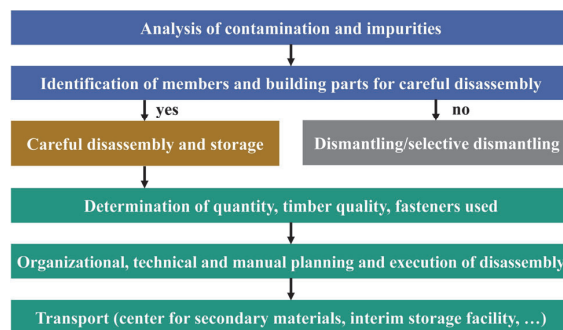 Analysis of contamination and impurities
Identification of members and building parts for careful disassembly
yes
no
Careful disassembly and storage
Dismantling/selective dismantling
Determination of quantity, timber quality, fasteners used
Organizational, technical and manual planning and execution of disassembly
Transport (center for secondary materials, interim storage facility, …)